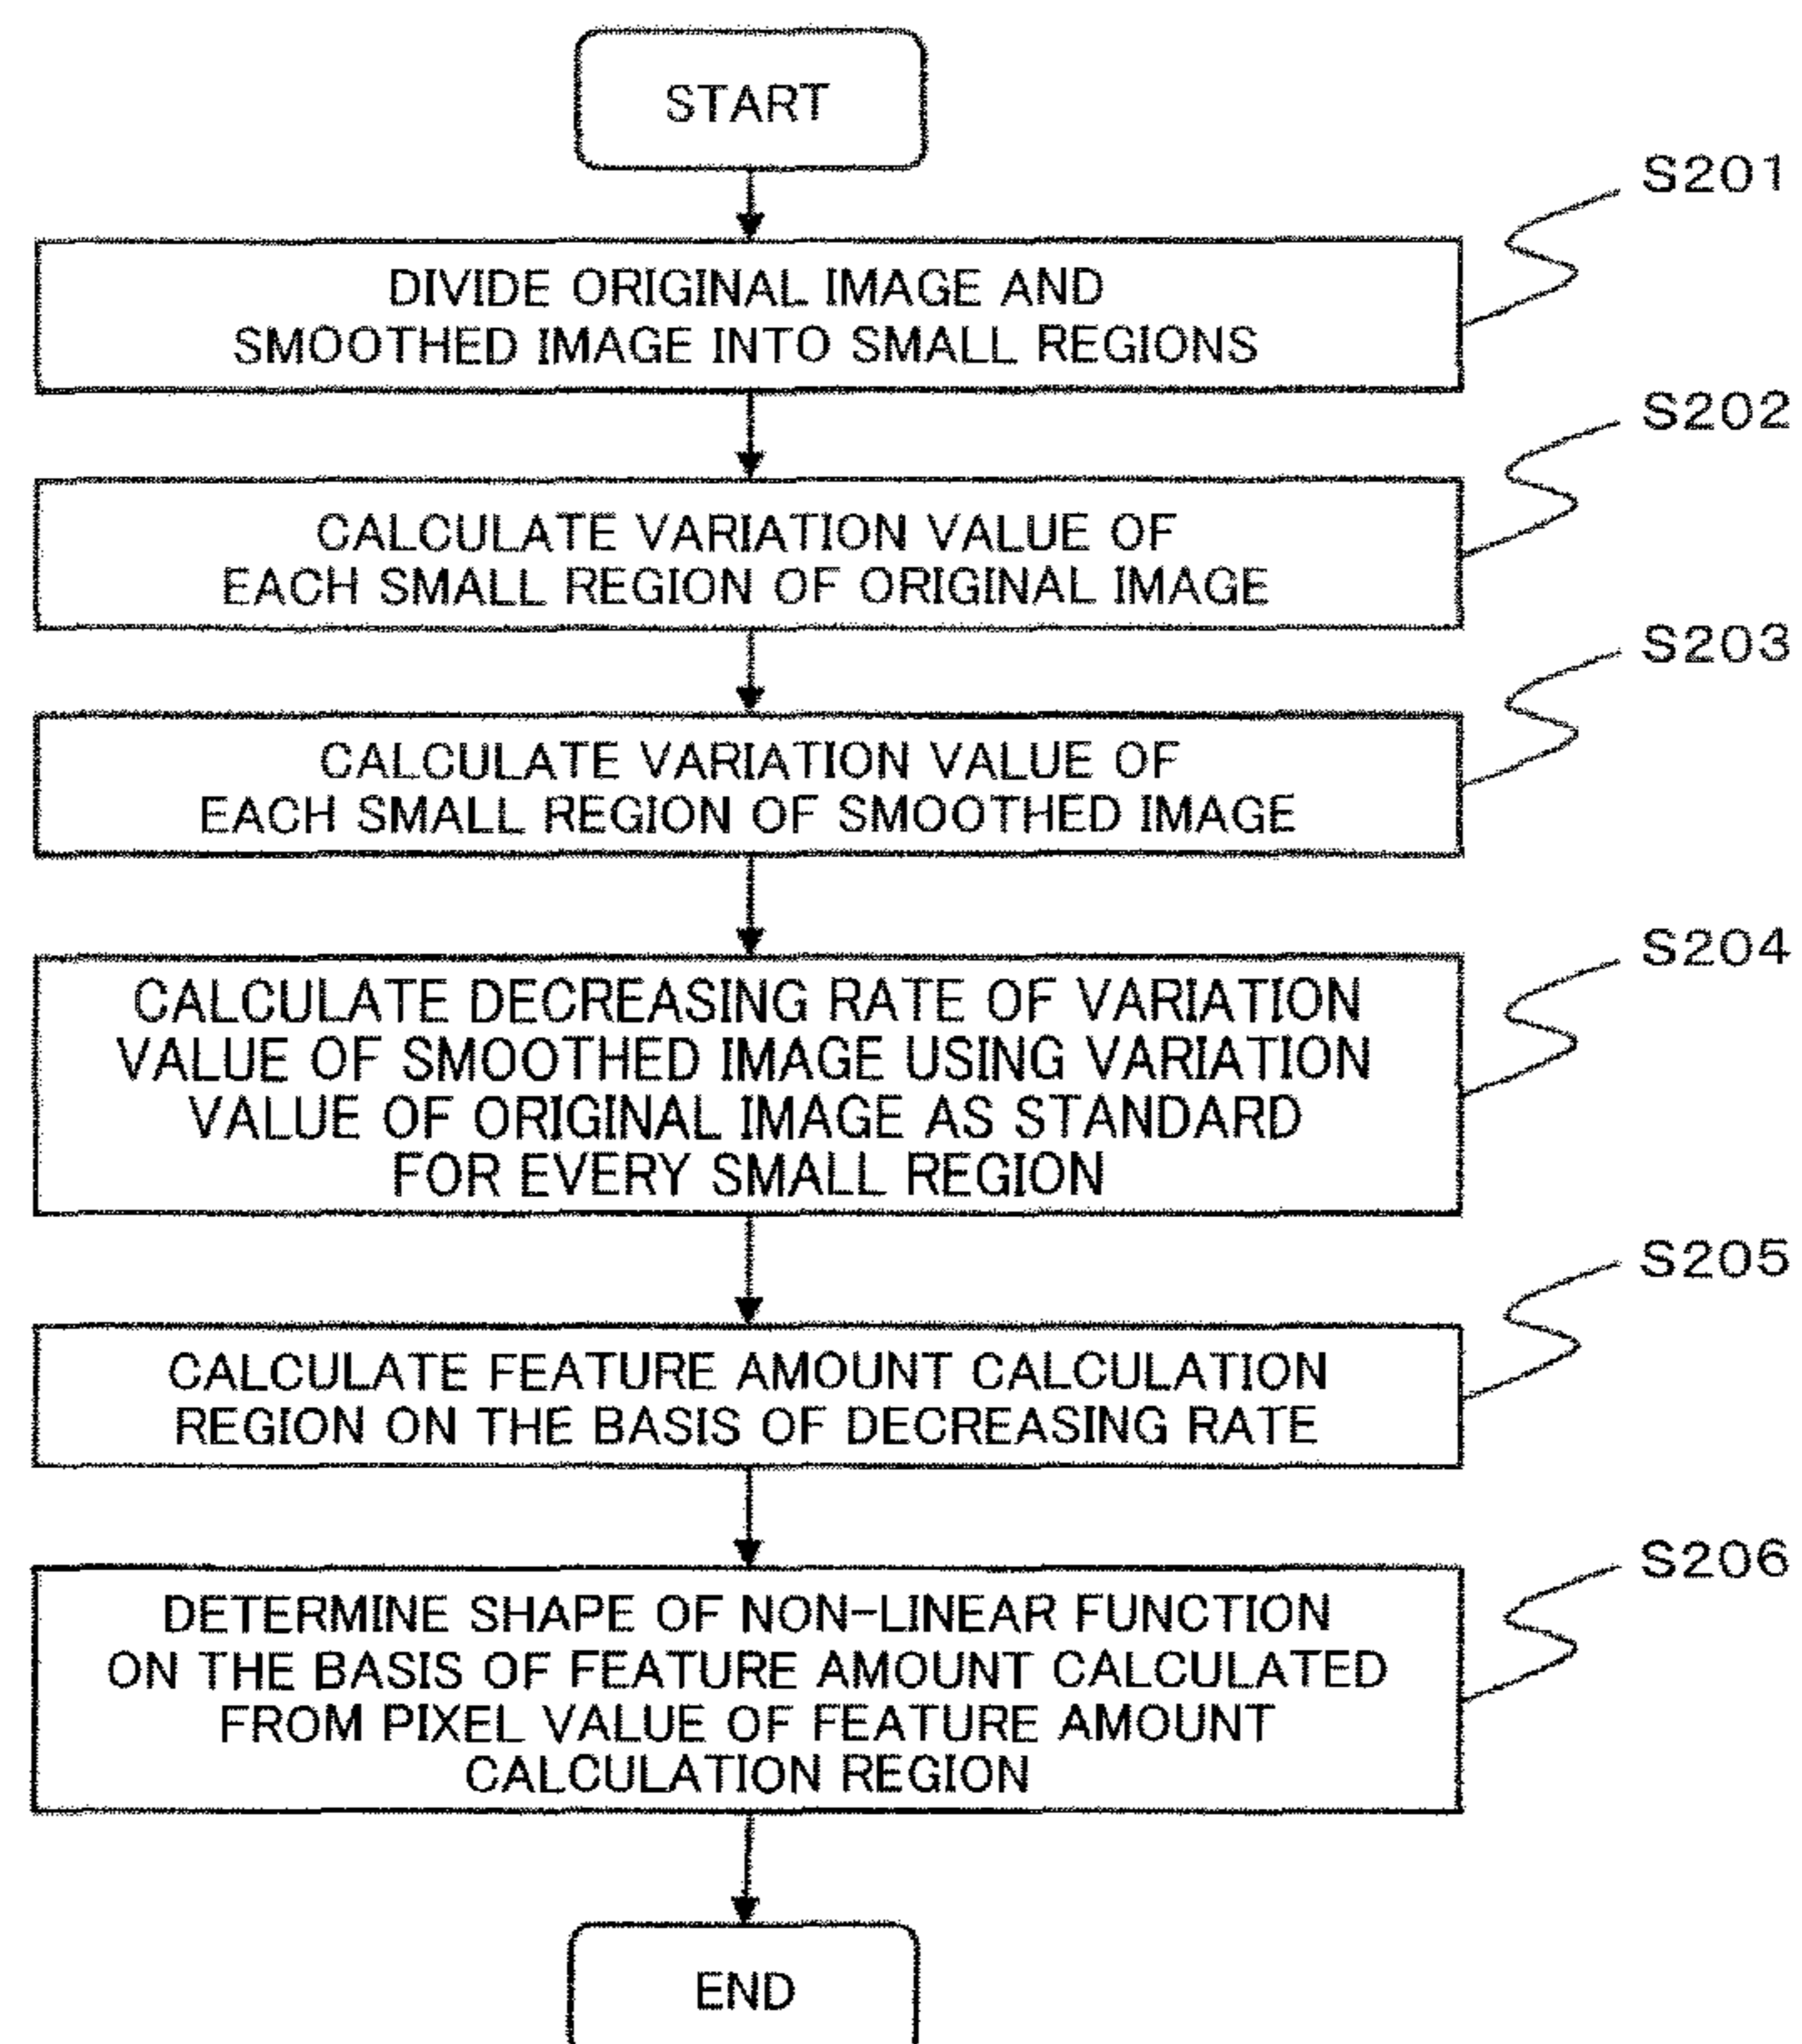 START
S201
DIVIDE ORIGINAL IMAGE AND
SMOOTHED IMAGE INTO SMALL REGIONS
S202
CALCULATE VARIATION VALUE OF
EACH SMALL REGION OF ORIGINAL IMAGE
S203
CALCULATE VARIATION VALUE OF
EACH SMALL REGION OF SMOOTHED IMAGE
S204
CALCULATE DECREASING RATE OF VARIATION
VALUE OF SMOOTHED IMAGE USING VARIATION
VALUE OF ORIGINAL IMAGE AS STANDARD
FOR EVERY SMALL REGION
S205
CALCULATE FEATURE AMOUNT CALCULATION
REGION ON THE BASIS OF DECREASING RATE
S206
DETERMINE SHAPE OF NON-LINEAR FUNCTION
ON THE BASIS OF FEATURE AMOUNT CALCULATED
FROM PIXEL VALUE OF FEATURE AMOUNT
CALCULATION REGION
END